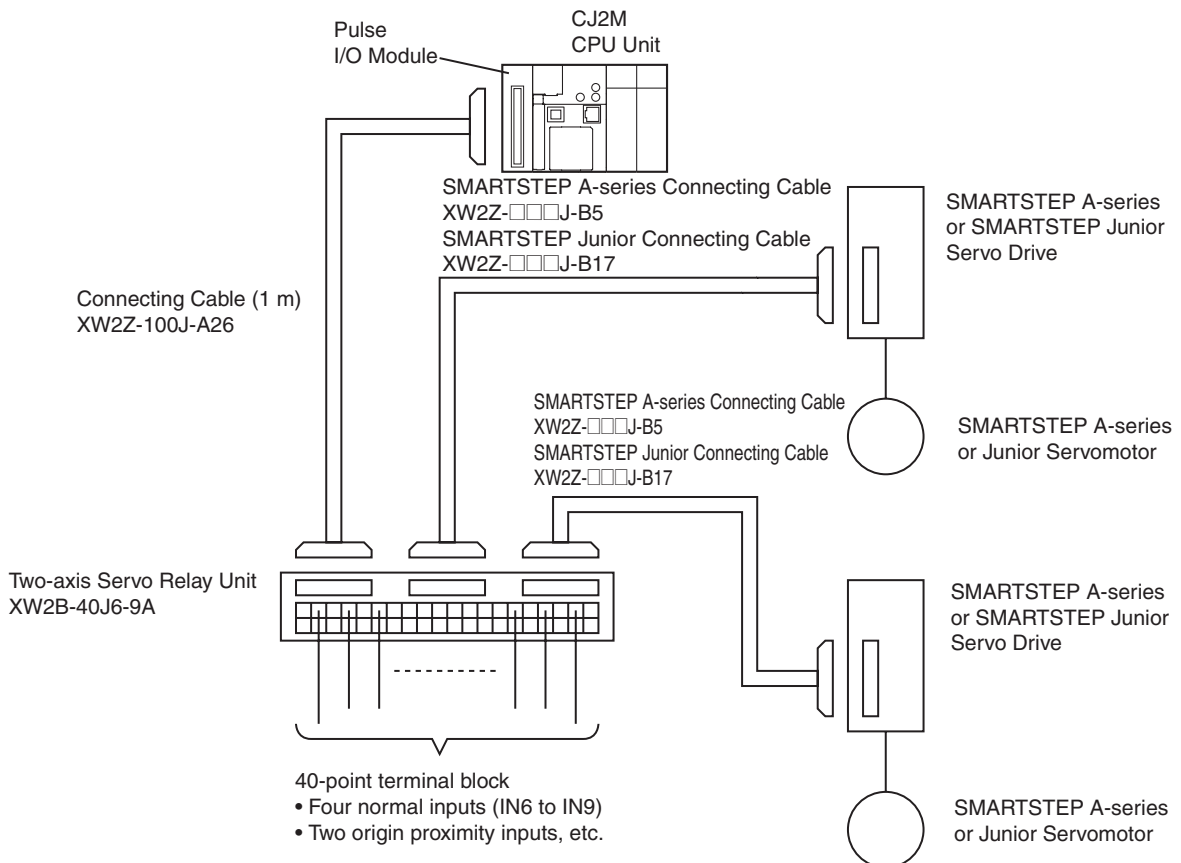 Pulse
I/O Module
CJ2M
CPU Unit
SMARTSTEP A-series Connecting Cable
XW2Z-□□□J-B5
SMARTSTEP Junior Connecting Cable
XW2Z-□□□J-B17
SMARTSTEP A-series
or SMARTSTEP Junior
Servo Drive
Connecting Cable (1 m)
XW2Z-100J-A26
SMARTSTEP A-series Connecting Cable
XW2Z-□□□J-B5
SMARTSTEP Junior Connecting Cable
XW2Z-□□□J-B17
SMARTSTEP A-series
or Junior Servomotor
Two-axis Servo Relay Unit
XW2B-40J6-9A
SMARTSTEP A-series
or SMARTSTEP Junior
Servo Drive
40-point terminal block
• Four normal inputs (IN6 to IN9)
• Two origin proximity inputs, etc.
SMARTSTEP A-series
or Junior Servomotor